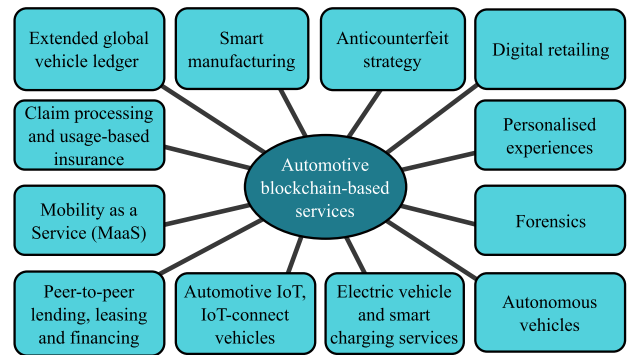 Extended global
vehicle ledger
Smart
manufacturing
Anticounterfeit
strategy
Digital retailing
Claim processing
and usage-based
insurance
Personalised
experiences
Automotive
blockchain-based
services
Mobility as a
Service (MaaS)
Forensics
Peer-to-peer
lending, leasing
and financing
Automotive IoT,
IoT-connect
vehicles
Electric vehicle
and smart
charging services
Autonomous
vehicles